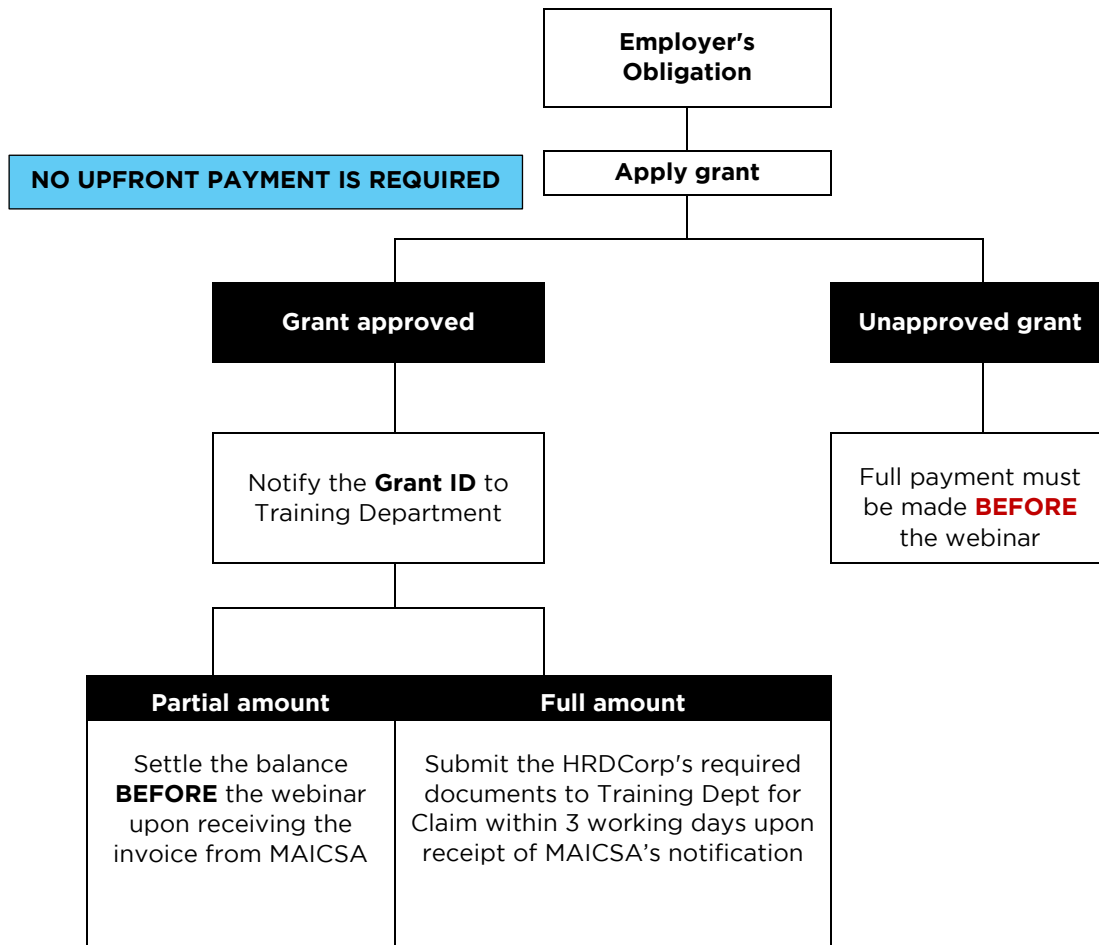 Employer's
Obligation
NO UPFRONT PAYMENT IS REQUIRED
Apply grant
Grant approved
Unapproved grant
Notify the Grant ID to
Training Department
Full payment must
be made BEFORE
the webinar
Partial amount
Full amount
Settle the balance
BEFORE the webinar
upon receiving the
invoice from MAICSA
Submit the HRDCorp's required
documents to Training Dept for
Claim within 3 working days upon
receipt of MAICSA’s notification